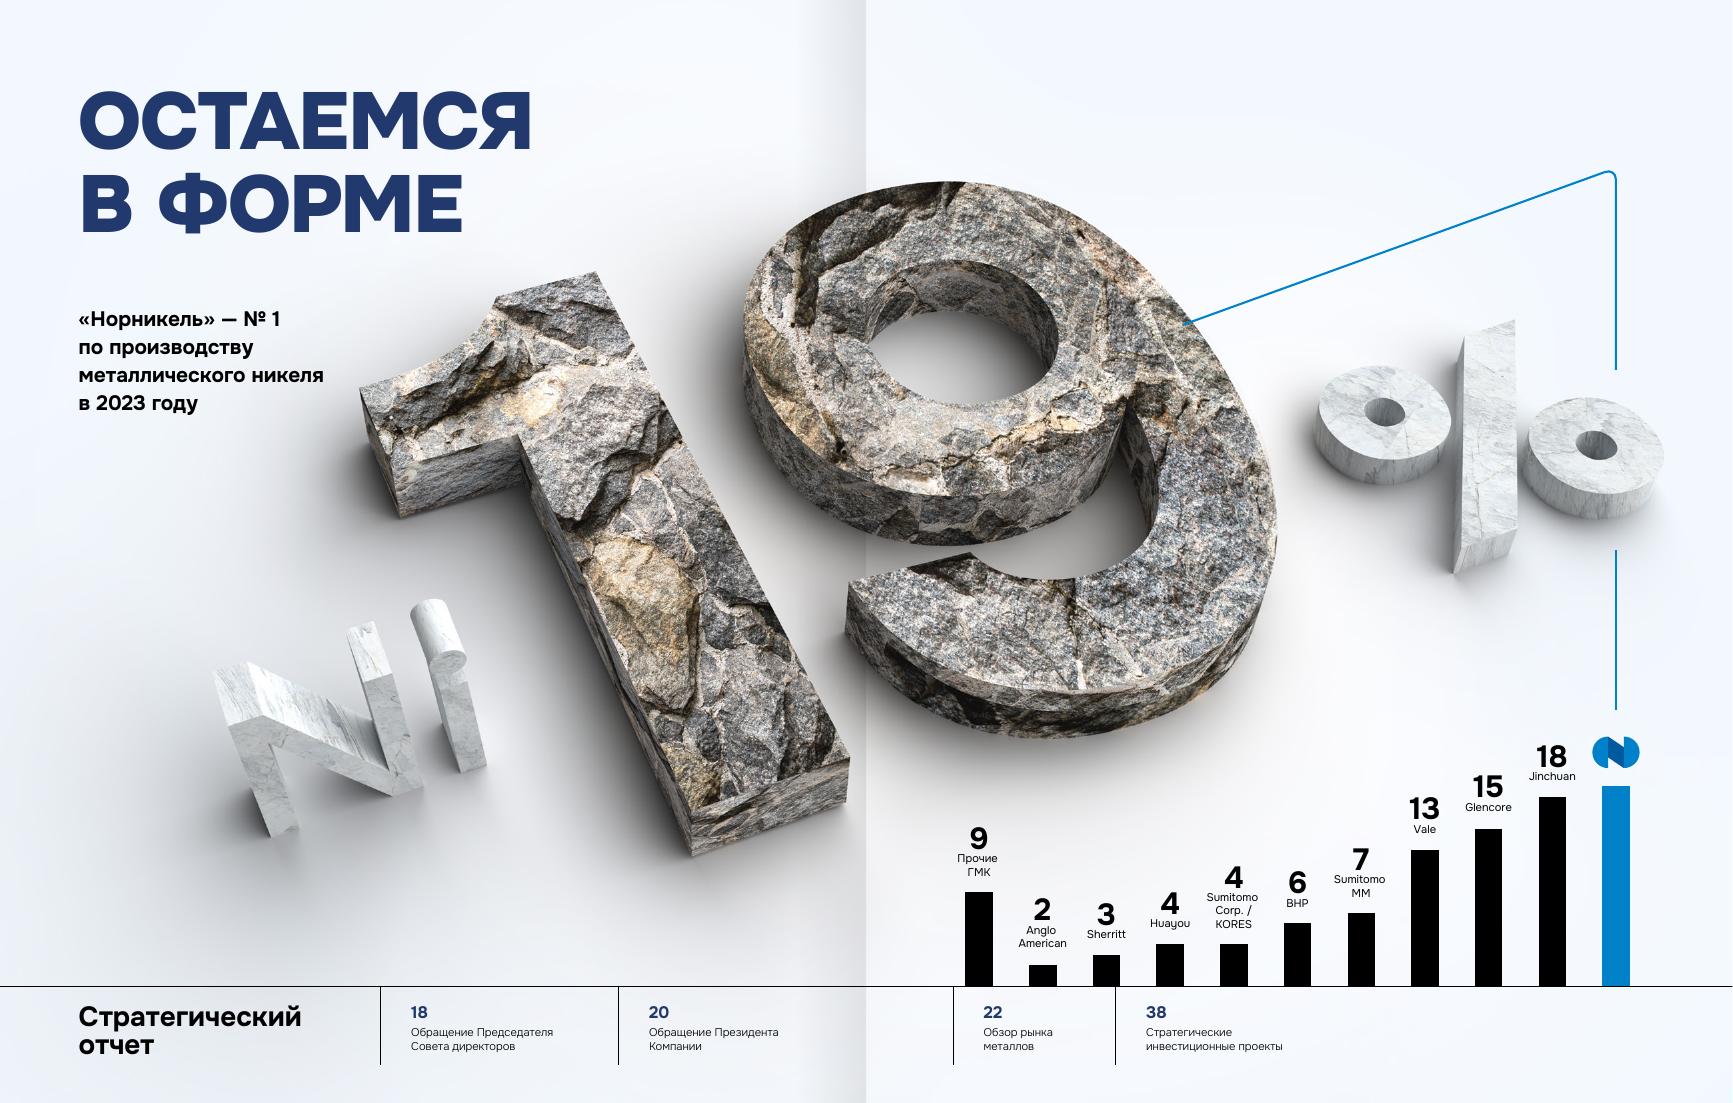 ОСТАЕМСЯ
В ФОРМЕ
«Норникель» — № 1
по производству
металлического никеля
в 2023 году
19 %
Ni
9
Прочие
ГМК
2
Anglo
American
3
Sherritt
4
Huayou
4
Sumitomo
Corp. /
KORES
6
BHP
7
Sumitomo
MM
13
Vale
15
Glencore
18
Jinchuan
Стратегический
отчет
18
Обращение Председателя
Совета директоров
20
Обращение Президента
Компании
22
Обзор рынка
металлов
38
Стратегические
инвестиционные проекты